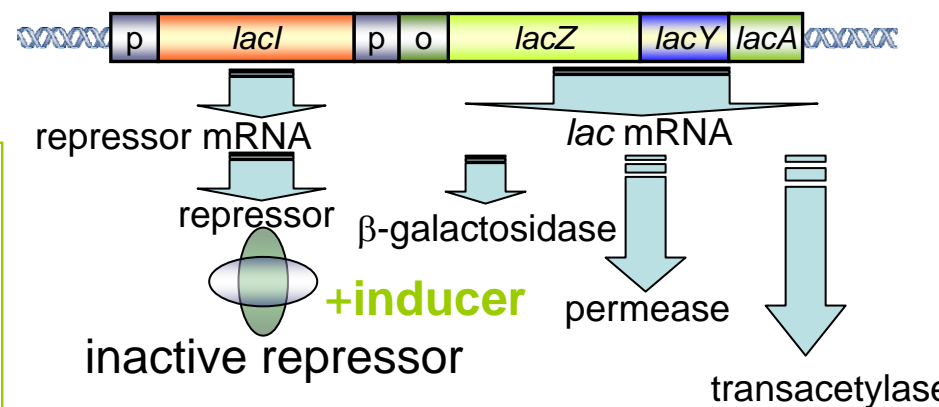 p lacI p o lacZ lacY lacA
repressor mRNA
lac mRNA
repressor
β-galactosidase
+inducer
permease
inactive repressor
transacetylase